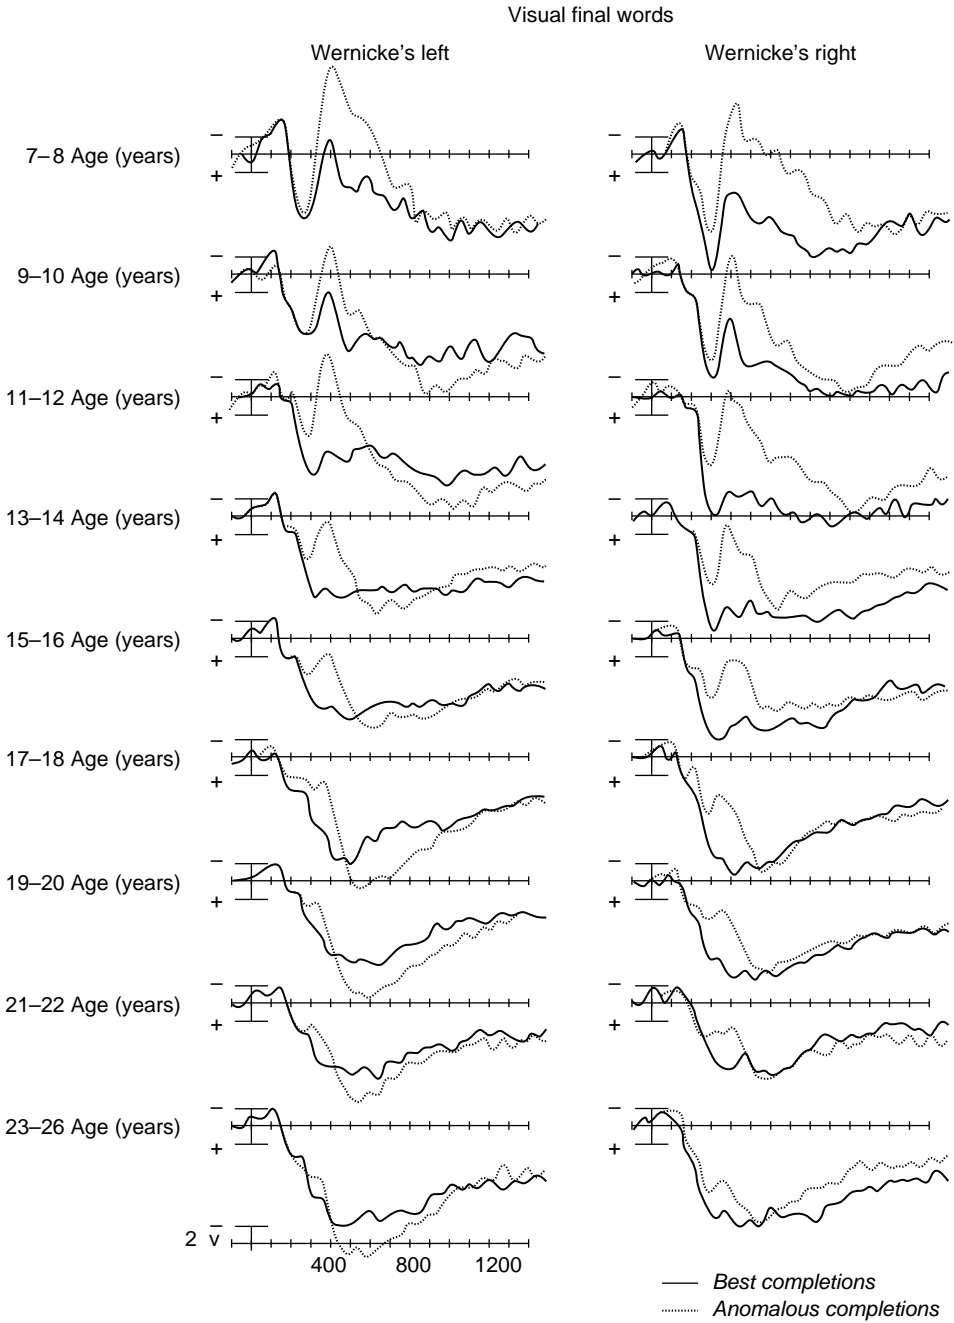 Visual final words
Wernicke’s left
Wernicke’s right
−
−
7–8 Age (years)
+
+
−
−
9–10 Age (years)
+
+
−
−
11–12 Age (years)
+
+
−
−
13–14 Age (years)
+
+
−
−
15–16 Age (years)
+
+
−
−
17–18 Age (years)
+
+
−
−
19–20 Age (years)
+
+
−
−
21–22 Age (years)
+
+
−
−
23–26 Age (years)
+
+
−
2 v
400 800 1200
Best completions
Anomalous completions